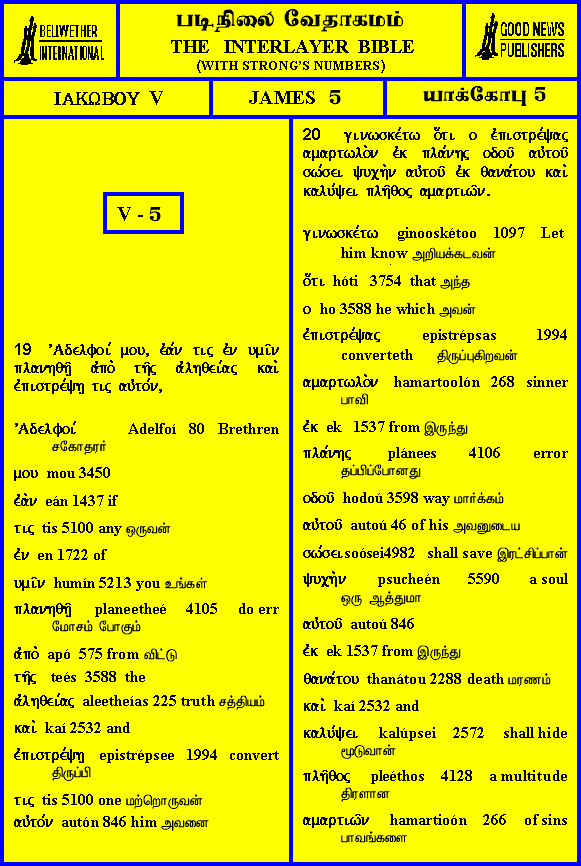 BELLWETHER
INTERNATIONAL
படிநிலை வேதாகமம்
THE INTERLAYER BIBLE
(WITH STRONG'S NUMBERS)
GOOD NEWS
PUBLISHERS
ΙΑΚΩΒΟΥ V
JAMES 5
யாக்கோபு 5
V - 5
19 Ἀδελφοί μου, ἐάν τις ἐν υμῖν
πλανηθῇ ἀπὸ τῆς ἀληθείας καὶ
ἐπιστρέψῃ τις αὐτόν,
Ἀδελφοί Adelfoí 80 Brethren
சகோதரர்
μου mou 3450
ἐὰν eán 1437 if
τις tis 5100 any ஒருவன்
ἐν en 1722 of
υμῖν humín 5213 you உங்கள்
πλανηθῇ planeetheé 4105 do err
மோசம் போகும்
ἀπὸ apó 575 from விட்டு
τῆς teés 3588 the
ἀληθείας aleetheías 225 truth சத்தியம்
καὶ kaí 2532 and
ἐπιστρέψῃ epistrépsee 1994 convert
திருப்பி
τις tis 5100 one மற்றொருவன்
αὐτόν autón 846 him அவனை
20 γινωσκέτω ὅτι ο ἐπιστρέψας
αμαρτωλὸν ἐκ πλάνης οδοῦ αὐτοῦ
σώσει ψυχὴν αὐτοῦ ἐκ θανάτου καὶ
καλύψει πλῆθος αμαρτιῶν.
γινωσκέτω ginooskétoo 1097 Let
him know அறியக்கடவன்
ὅτι hóti 3754 that அந்த
ο ho 3588 he which அவன்
ἐπιστρέψας epistrépsas 1994
converteth திருப்புகிறவன்
αμαρτωλὸν hamartoolón 268 sinner
பாவி
ἐκ ek 1537 from இருந்து
πλάνης plánees 4106 error
தப்பிப்போனது
οδοῦ hodoú 3598 way மார்க்கம்
αὐτοῦ autoú 46 of his அவனுடைய
σώσει soósei4982 shall save இரட்சிப்பான்
ψυχὴν psucheén 5590 a soul
ஒரு ஆத்துமா
αὐτοῦ autoú 846
ἐκ ek 1537 from இருந்து
θανάτου thanátou 2288 death மரணம்
καὶ kaí 2532 and
καλύψει kalúpsei 2572 shall hide
மூடுவான்
πλῆθος pleéthos 4128 a multitude
திரளான
αμαρτιῶν hamartioón 266 of sins
பாவங்களை